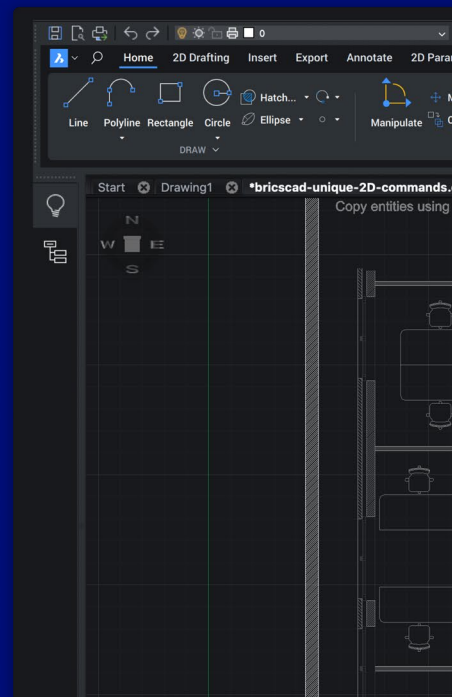 0
Home 2D Drafting Insert Export Annotate 2D Para
Hatch...
Line Polyline Rectangle Circle Ellipse Manipulate
DRAW
Start Drawing1 *bricscad-unique-2D-commands.
Copy entities using
N
W E
S